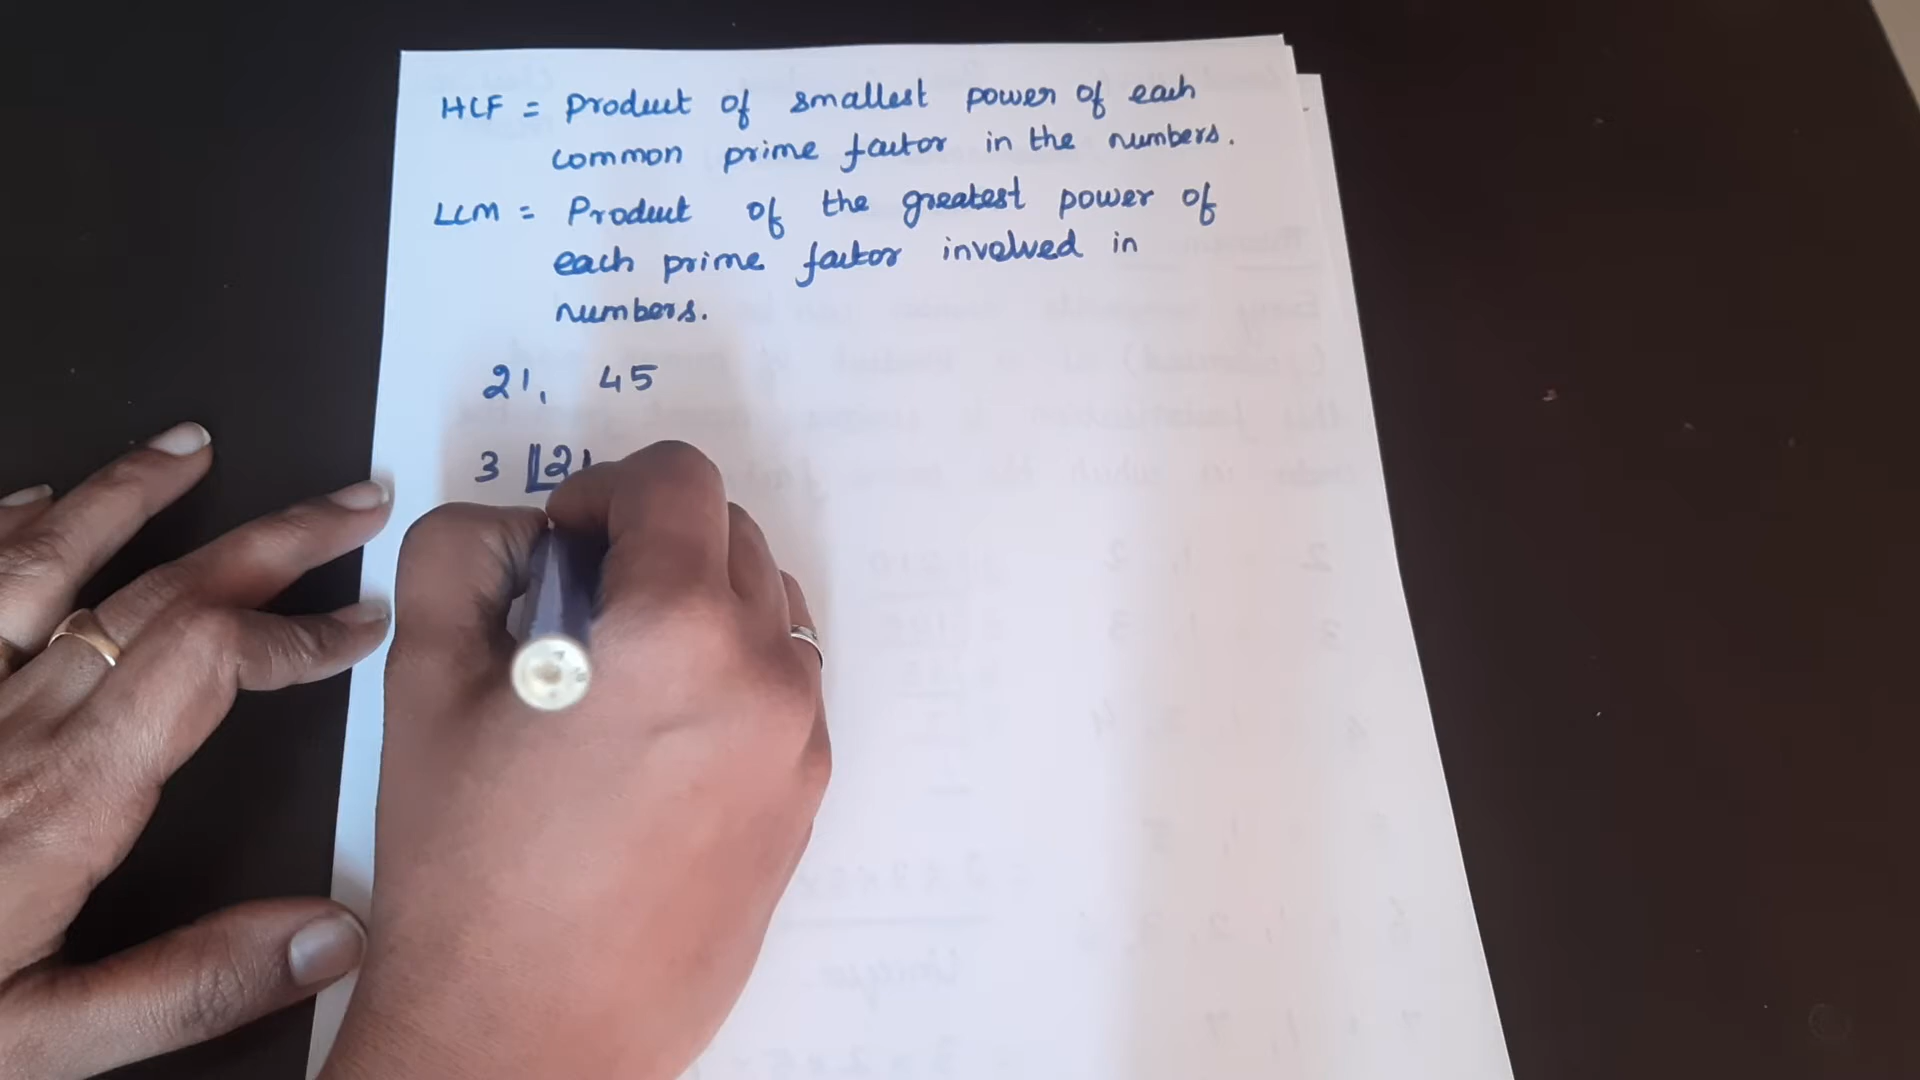 HCF = Product of smallest power of each
common prime factor in the numbers.
LCM = Product of the greatest power of
each prime factor involved in
numbers.
21, 45
3 21